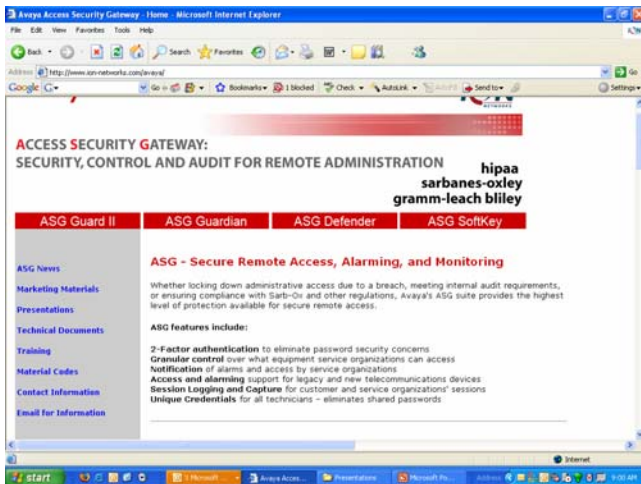 Avaya Access Security Gateway - Home - Microsoft Internet Explorer
File Edit View Favorites Tools Help
Back Search Favorites
Address http://www.ion-networks.com/avaya/ Go
Google G Go Bookmarks 1 blocked Check AutoLink Send to Settings
NETWORKS
ACCESS SECURITY GATEWAY:
SECURITY, CONTROL AND AUDIT FOR REMOTE ADMINISTRATION
hipaa
sarbanes-oxley
gramm-leach bliley
ASG Guard II ASG Guardian ASG Defender ASG SoftKey
ASG News
Marketing Materials
Presentations
Technical Documents
Training
Material Codes
Contact Information
Email for Information
ASG - Secure Remote Access, Alarming, and Monitoring
Whether locking down administrative access due to a breach, meeting internal audit requirements,
or ensuring compliance with Sarb-Ox and other regulations, Avaya's ASG suite provides the highest
level of protection available for secure remote access.
ASG features include:
2-Factor authentication to eliminate password security concerns
Granular control over what equipment service organizations can access
Notification of alarms and access by service organizations
Access and alarming support for legacy and new telecommunications devices
Session Logging and Capture for customer and service organizations' sessions
Unique Credentials for all technicians - eliminates shared passwords
Internet
start 3 Microsoft ... Avaya Acces... Presentations Microsoft Po... Address 9:00 AM